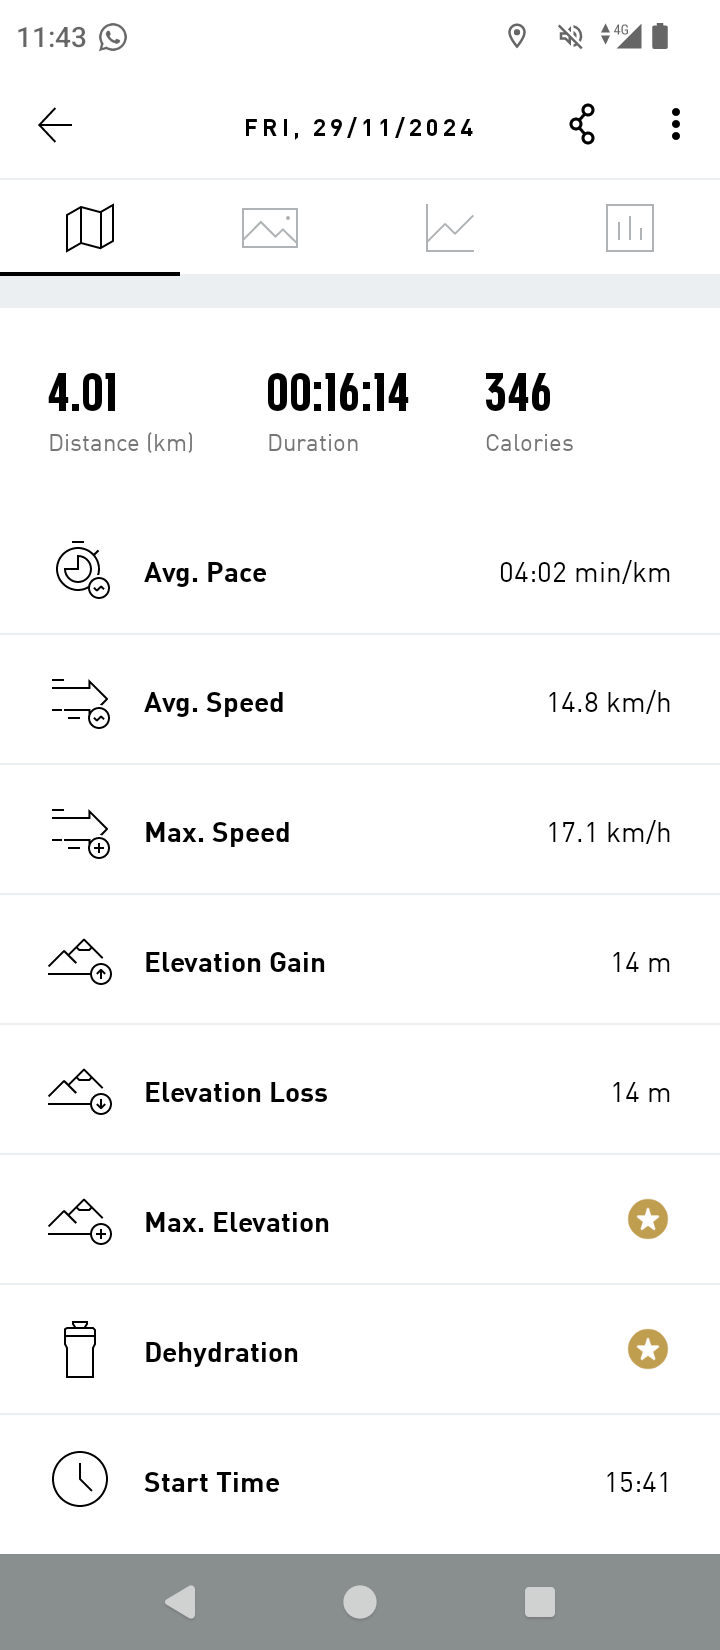 11:43
4G
FRI, 29/11/2024
4.01 00:16:14 346
Distance (km) Duration Calories
Avg. Pace 04:02 min/km
Avg. Speed 14.8 km/h
Max. Speed 17.1 km/h
Elevation Gain 14 m
Elevation Loss 14 m
Max. Elevation
Dehydration
Start Time 15:41